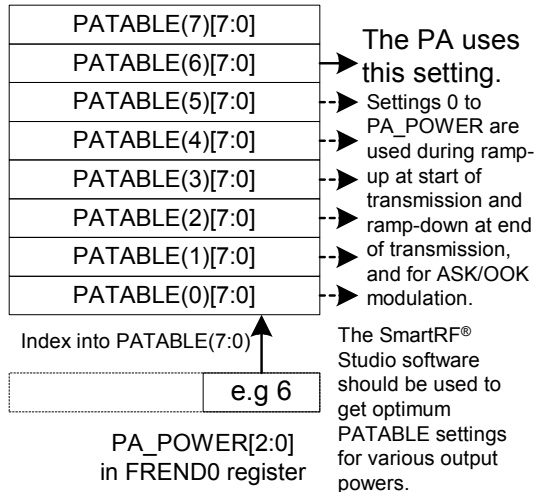 PATABLE(7)[7:0]
PATABLE(6)[7:0]
PATABLE(5)[7:0]
PATABLE(4)[7:0]
PATABLE(3)[7:0]
PATABLE(2)[7:0]
PATABLE(1)[7:0]
PATABLE(0)[7:0]
The PA uses
this setting.
Settings 0 to
PA_POWER are
used during ramp-
up at start of
transmission and
ramp-down at end
of transmission,
and for ASK/OOK
modulation.
Index into PATABLE(7:0)
e.g 6
PA_POWER[2:0]
in FREND0 register
The SmartRF®
Studio software
should be used to
get optimum
PATABLE settings
for various output
powers.